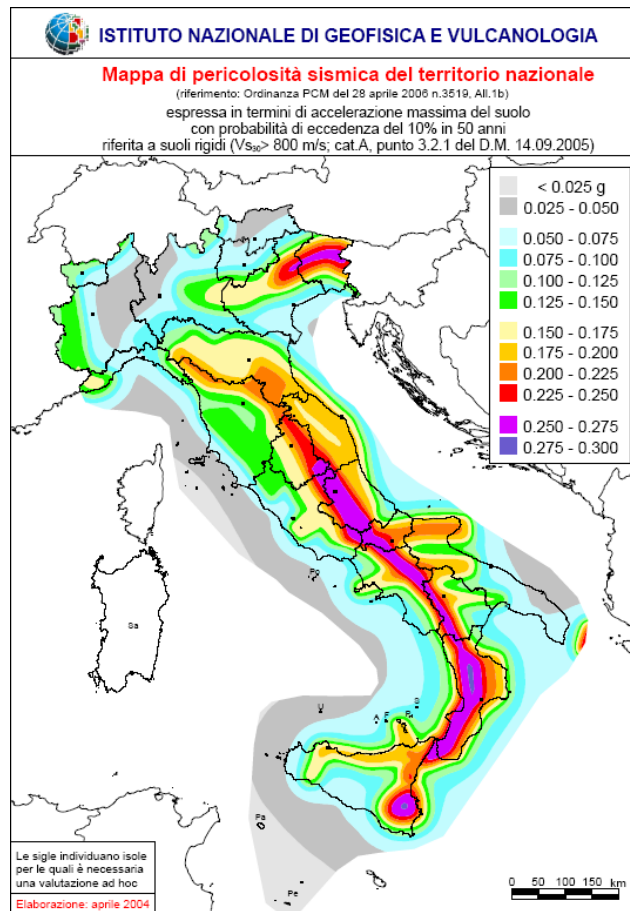 ISTITUTO NAZIONALE DI GEOFISICA E VULCANOLOGIA
Mappa di pericolosità sismica del territorio nazionale
(riferimento: Ordinanza PCM del 28 aprile 2006 n.3519, All.1b)
espressa in termini di accelerazione massima del suolo
con probabilità di eccedenza del 10% in 50 anni
riferita a suoli rigidi (Vs₃₀> 800 m/s; cat.A, punto 3.2.1 del D.M. 14.09.2005)
< 0.025 g
0.025 - 0.050
0.050 - 0.075
0.075 - 0.100
0.100 - 0.125
0.125 - 0.150
0.150 - 0.175
0.175 - 0.200
0.200 - 0.225
0.225 - 0.250
0.250 - 0.275
0.275 - 0.300
Po
Sa
U
A
F
Pa
Pe
Le sigle individuano isole
per le quali è necessaria
una valutazione ad hoc
Elaborazione: aprile 2004
0 50 100 150 km